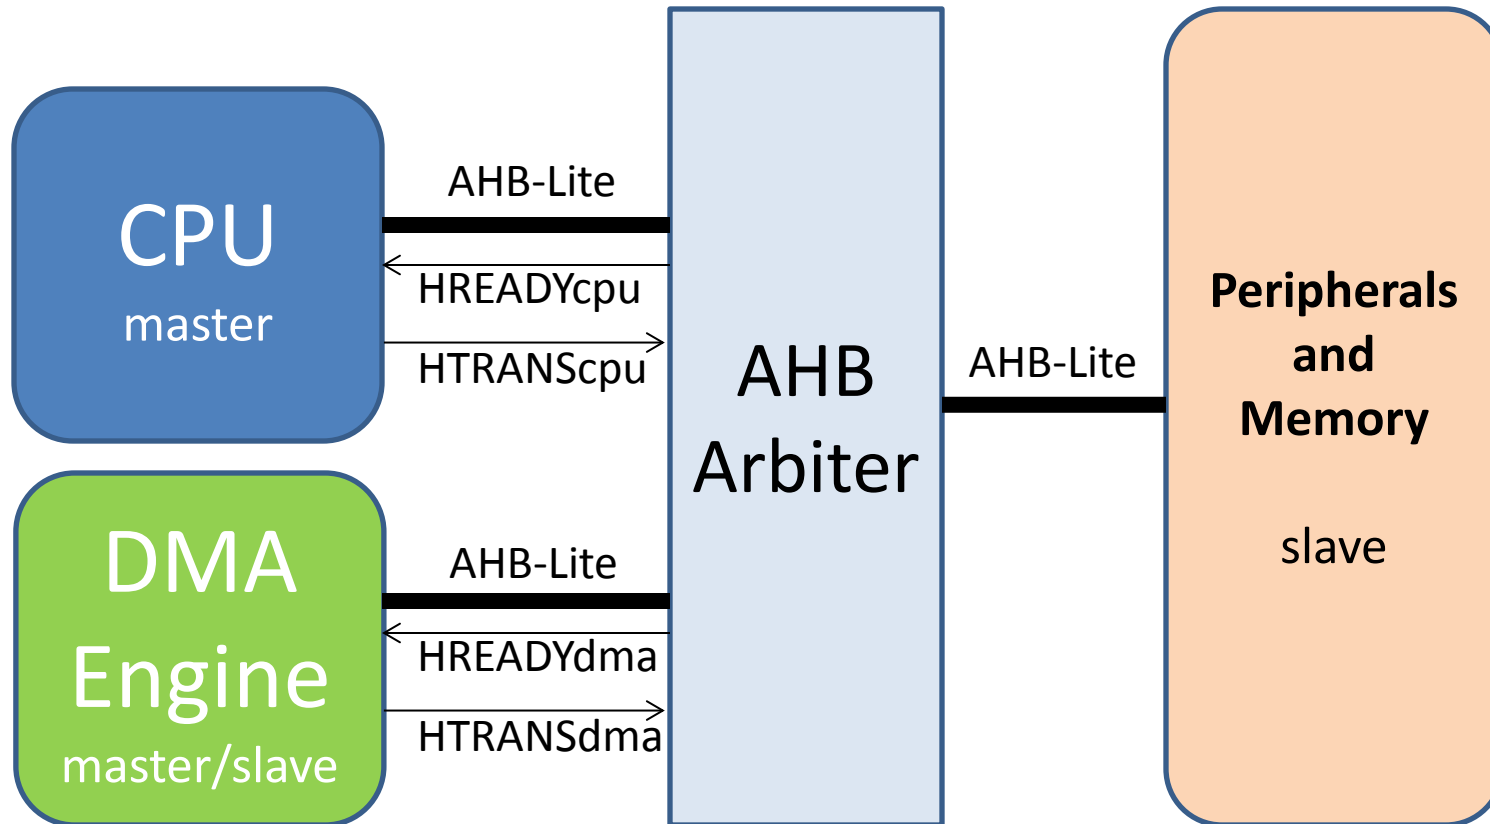 CPU
master
AHB-Lite
HREADYcpu
HTRANScpu
DMA
Engine
master/slave
AHB-Lite
HREADYdma
HTRANSdma
AHB
Arbiter
AHB-Lite
Peripherals
and
Memory
slave